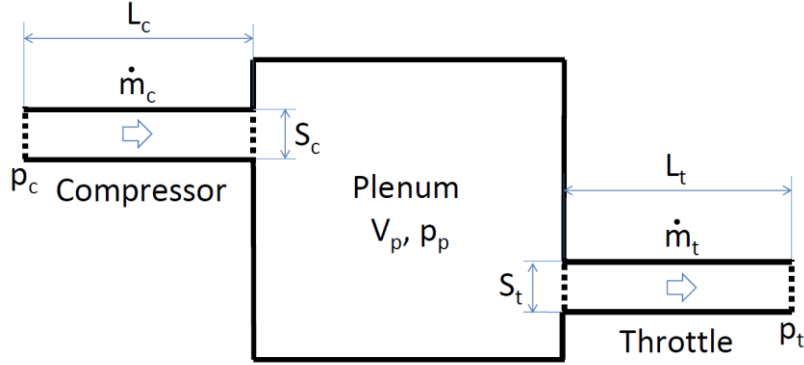 L_c
ṁ_c
S_c
p_c
Compressor
Plenum
V_p, p_p
L_t
ṁ_t
S_t
Throttle
p_t